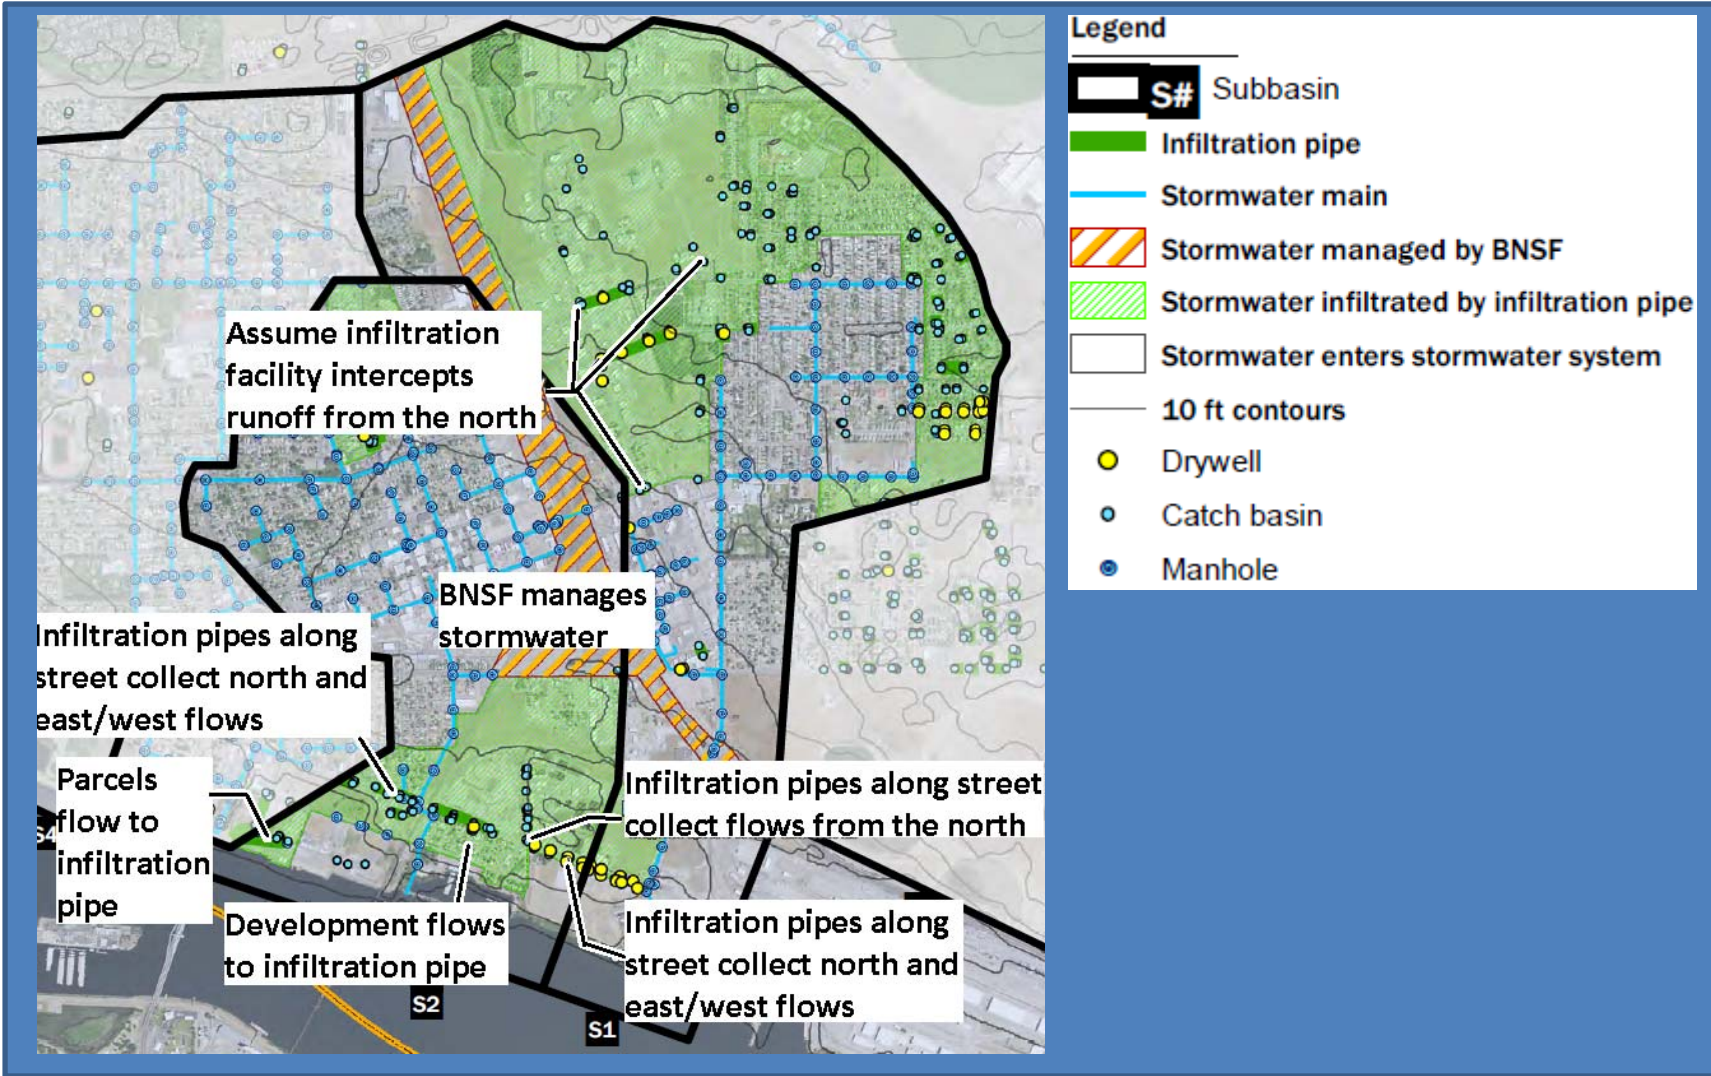 Assume infiltration
facility intercepts
runoff from the north
BNSF manages
stormwater
Infiltration pipes along
street collect north and
east/west flows
Parcels
flow to
infiltration
pipe
Infiltration pipes along street
collect flows from the north
Development flows
to infiltration pipe
Infiltration pipes along
street collect north and
east/west flows
S4
S2
S1
Legend
S# Subbasin
Infiltration pipe
Stormwater main
Stormwater managed by BNSF
Stormwater infiltrated by infiltration pipe
Stormwater enters stormwater system
10 ft contours
Drywell
Catch basin
Manhole